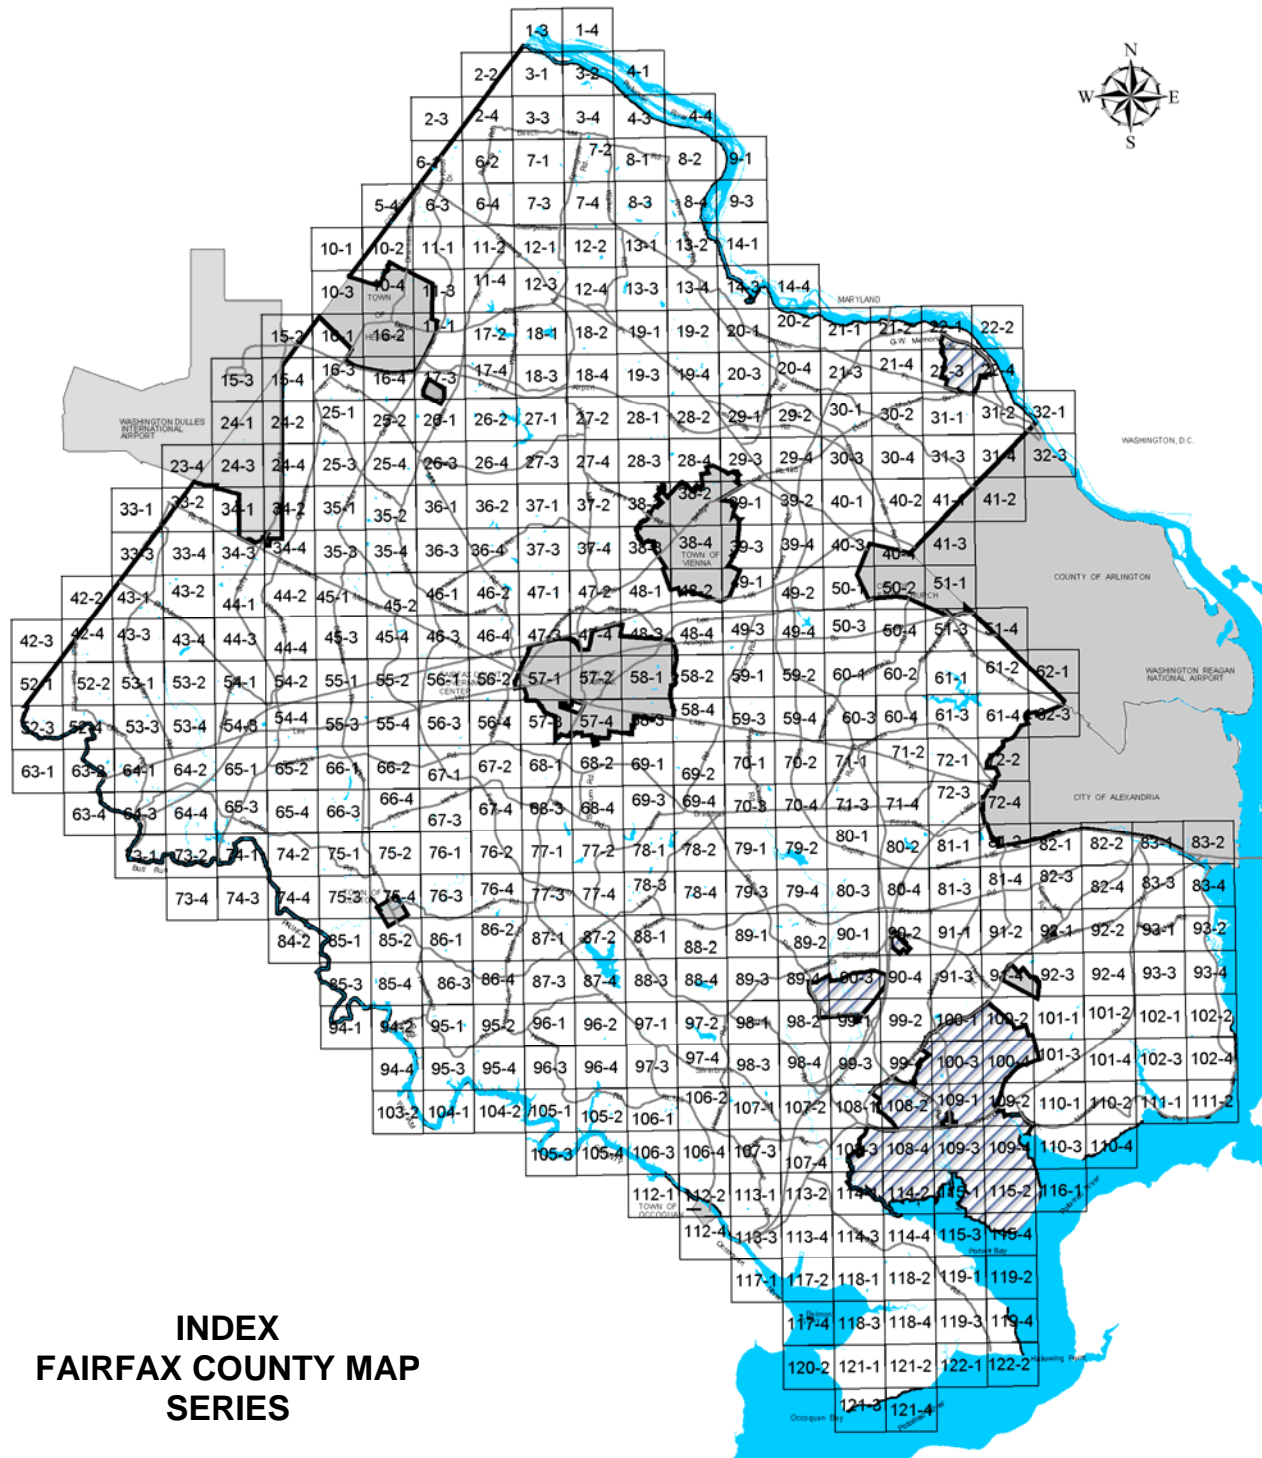 1-3 1-4
2-2 3-1 3-2 4-1
2-3 2-4 3-3 3-4 4-3 4-4
6-2 7-1 7-2 8-1 8-2 9-1
5-4 6-3 6-4 7-3 7-4 8-3 8-4 9-3
10-1 10-2 11-1 11-2 12-1 12-2 13-1 13-2 14-1
10-3 10-4 11-3 11-4 12-3 12-4 13-3 13-4 14-3 14-4
15-2 16-1 16-2 17-2 18-1 18-2 19-1 19-2 20-1 20-2 21-1 21-2 22-1 22-2
15-3 15-4 16-3 16-4 17-3 17-4 18-3 18-4 19-3 19-4 20-3 20-4 21-3 21-4 22-3 22-4
24-1 24-2 25-1 25-2 26-1 26-2 27-1 27-2 28-1 28-2 29-1 29-2 30-1 30-2 31-1 31-2 32-1
23-4 24-3 24-4 25-3 25-4 26-3 26-4 27-3 27-4 28-3 28-4 29-3 29-4 30-3 30-4 31-3 31-4 32-3
33-1 33-2 34-1 34-2 35-1 35-2 36-1 36-2 37-1 37-2 38-2 39-1 39-2 40-1 40-2 41-1 41-2
33-3 33-4 34-3 34-4 35-3 35-4 36-3 36-4 37-3 37-4 38-3 38-4 39-3 39-4 40-3 40-4 41-3
42-2 43-1 43-2 44-1 44-2 45-1 45-2 46-1 46-2 47-1 47-2 48-1 48-2 49-1 49-2 50-1 50-2 51-1
42-3 42-4 43-3 43-4 44-3 44-4 45-3 45-4 46-3 46-4 47-3 47-4 48-3 48-4 49-3 49-4 50-3 50-4 51-3 51-4
52-2 53-1 53-2 54-1 54-2 55-1 55-2 56-1 56-2 57-1 57-2 58-1 58-2 59-1 59-2 60-1 60-2 61-1 61-2 62-1
52-3 52-4 53-3 53-4 54-3 54-4 55-3 55-4 56-3 56-4 57-3 57-4 58-3 58-4 59-3 59-4 60-3 60-4 61-3 61-4 62-3
63-1 63-2 64-1 64-2 65-1 65-2 66-1 66-2 67-1 67-2 68-1 68-2 69-1 69-2 70-1 70-2 71-1 71-2 72-1 72-2
63-4 64-3 64-4 65-3 65-4 66-3 66-4 67-3 67-4 68-3 68-4 69-3 69-4 70-3 70-4 71-3 71-4 72-3 72-4
73-1 73-2 74-1 74-2 75-1 75-2 76-1 76-2 77-1 77-2 78-1 78-2 79-1 79-2 80-1 80-2 81-1 81-2 82-1 82-2 83-1 83-2
73-4 74-3 74-4 75-3 75-4 76-3 76-4 77-3 77-4 78-3 78-4 79-3 79-4 80-3 80-4 81-3 81-4 82-3 82-4 83-3 83-4
84-2 85-1 85-2 86-1 86-2 87-1 87-2 88-1 88-2 89-1 89-2 90-1 90-2 91-1 91-2 92-1 92-2 93-1 93-2
85-3 85-4 86-3 86-4 87-3 87-4 88-3 88-4 89-3 89-4 90-3 90-4 91-3 91-4 92-3 92-4 93-3 93-4
94-1 94-2 95-1 95-2 96-1 96-2 97-1 97-2 98-1 98-2 99-1 99-2 100-1 100-2 101-1 101-2 102-1 102-2
94-4 95-3 95-4 96-3 96-4 97-3 97-4 98-3 98-4 99-3 100-3 100-4 101-3 101-4 102-3 102-4
103-2 104-1 104-2 105-1 105-2 106-1 106-2 107-1 107-2 108-1 108-2 109-1 109-2 110-1 110-2 111-1 111-2
105-3 105-4 106-3 106-4 107-3 107-4 108-3 108-4 109-3 109-4 110-3 110-4
112-1 112-2 113-1 113-2 114-1 114-2 115-1 115-2 116-1
112-4 113-3 113-4 114-3 114-4 115-3 115-4
117-1 117-2 118-1 118-2 119-1 119-2
117-4 118-3 118-4 119-3 119-4
120-2 121-1 121-2 122-1 122-2
121-3 121-4
N
W E
S
MARYLAND
WASHINGTON, D.C.
WASHINGTON DULLES
INTERNATIONAL
AIRPORT
TOWN
OF
TOWN OF
VIENNA
COUNTY OF ARLINGTON
WASHINGTON REAGAN
NATIONAL AIRPORT
CITY OF ALEXANDRIA
CENTER
TOWN OF
OCCOQUAN
Bull Run
Pohick Bay
Hallowing Point
Occoquan Bay
Potomac River
INDEX
FAIRFAX COUNTY MAP
SERIES